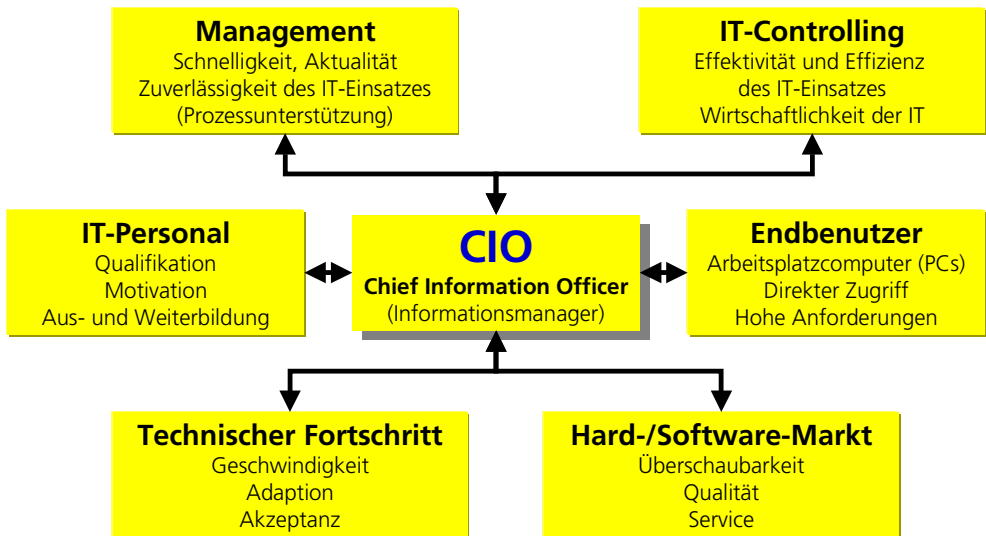 Management
Schnelligkeit, Aktualität
Zuverlässigkeit des IT-Einsatzes
(Prozessunterstützung)
IT-Controlling
Effektivität und Effizienz
des IT-Einsatzes
Wirtschaftlichkeit der IT
IT-Personal
Qualifikation
Motivation
Aus- und Weiterbildung
CIO
Chief Information Officer
(Informationsmanager)
Endbenutzer
Arbeitsplatzcomputer (PCs)
Direkter Zugriff
Hohe Anforderungen
Technischer Fortschritt
Geschwindigkeit
Adaption
Akzeptanz
Hard-/Software-Markt
Überschaubarkeit
Qualität
Service